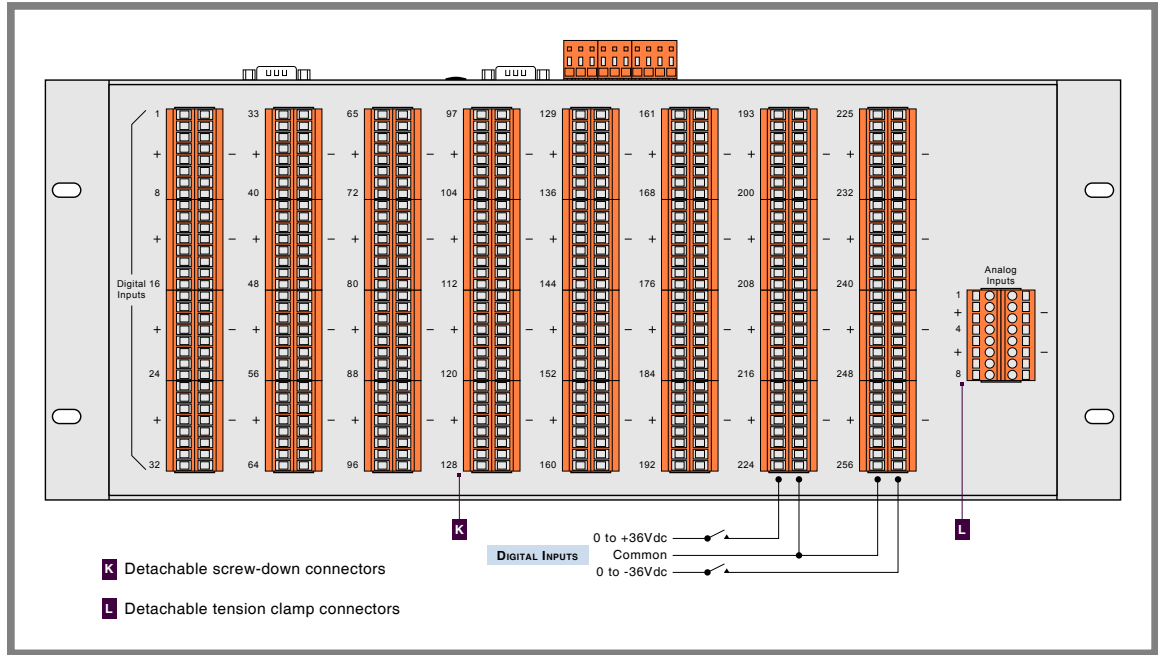 1 33 65 97 129 161 193 225
+ – + – + – + – + – + – + – + –
8 40 72 104 136 168 200 232
+ – + – + – + – + – + – + – + –
Analog
Inputs
Digital 16 48 80 112 144 176 208 240
Inputs
1
+ –
+ – + – + – + – + – + – + – + – 4
+ –
24 56 88 120 152 184 216 248 8
+ – + – + – + – + – + – + – + –
32 64 96 128 160 192 224 256
K L
0 to +36Vdc
DIGITAL INPUTS Common
0 to -36Vdc
K Detachable screw-down connectors
L Detachable tension clamp connectors